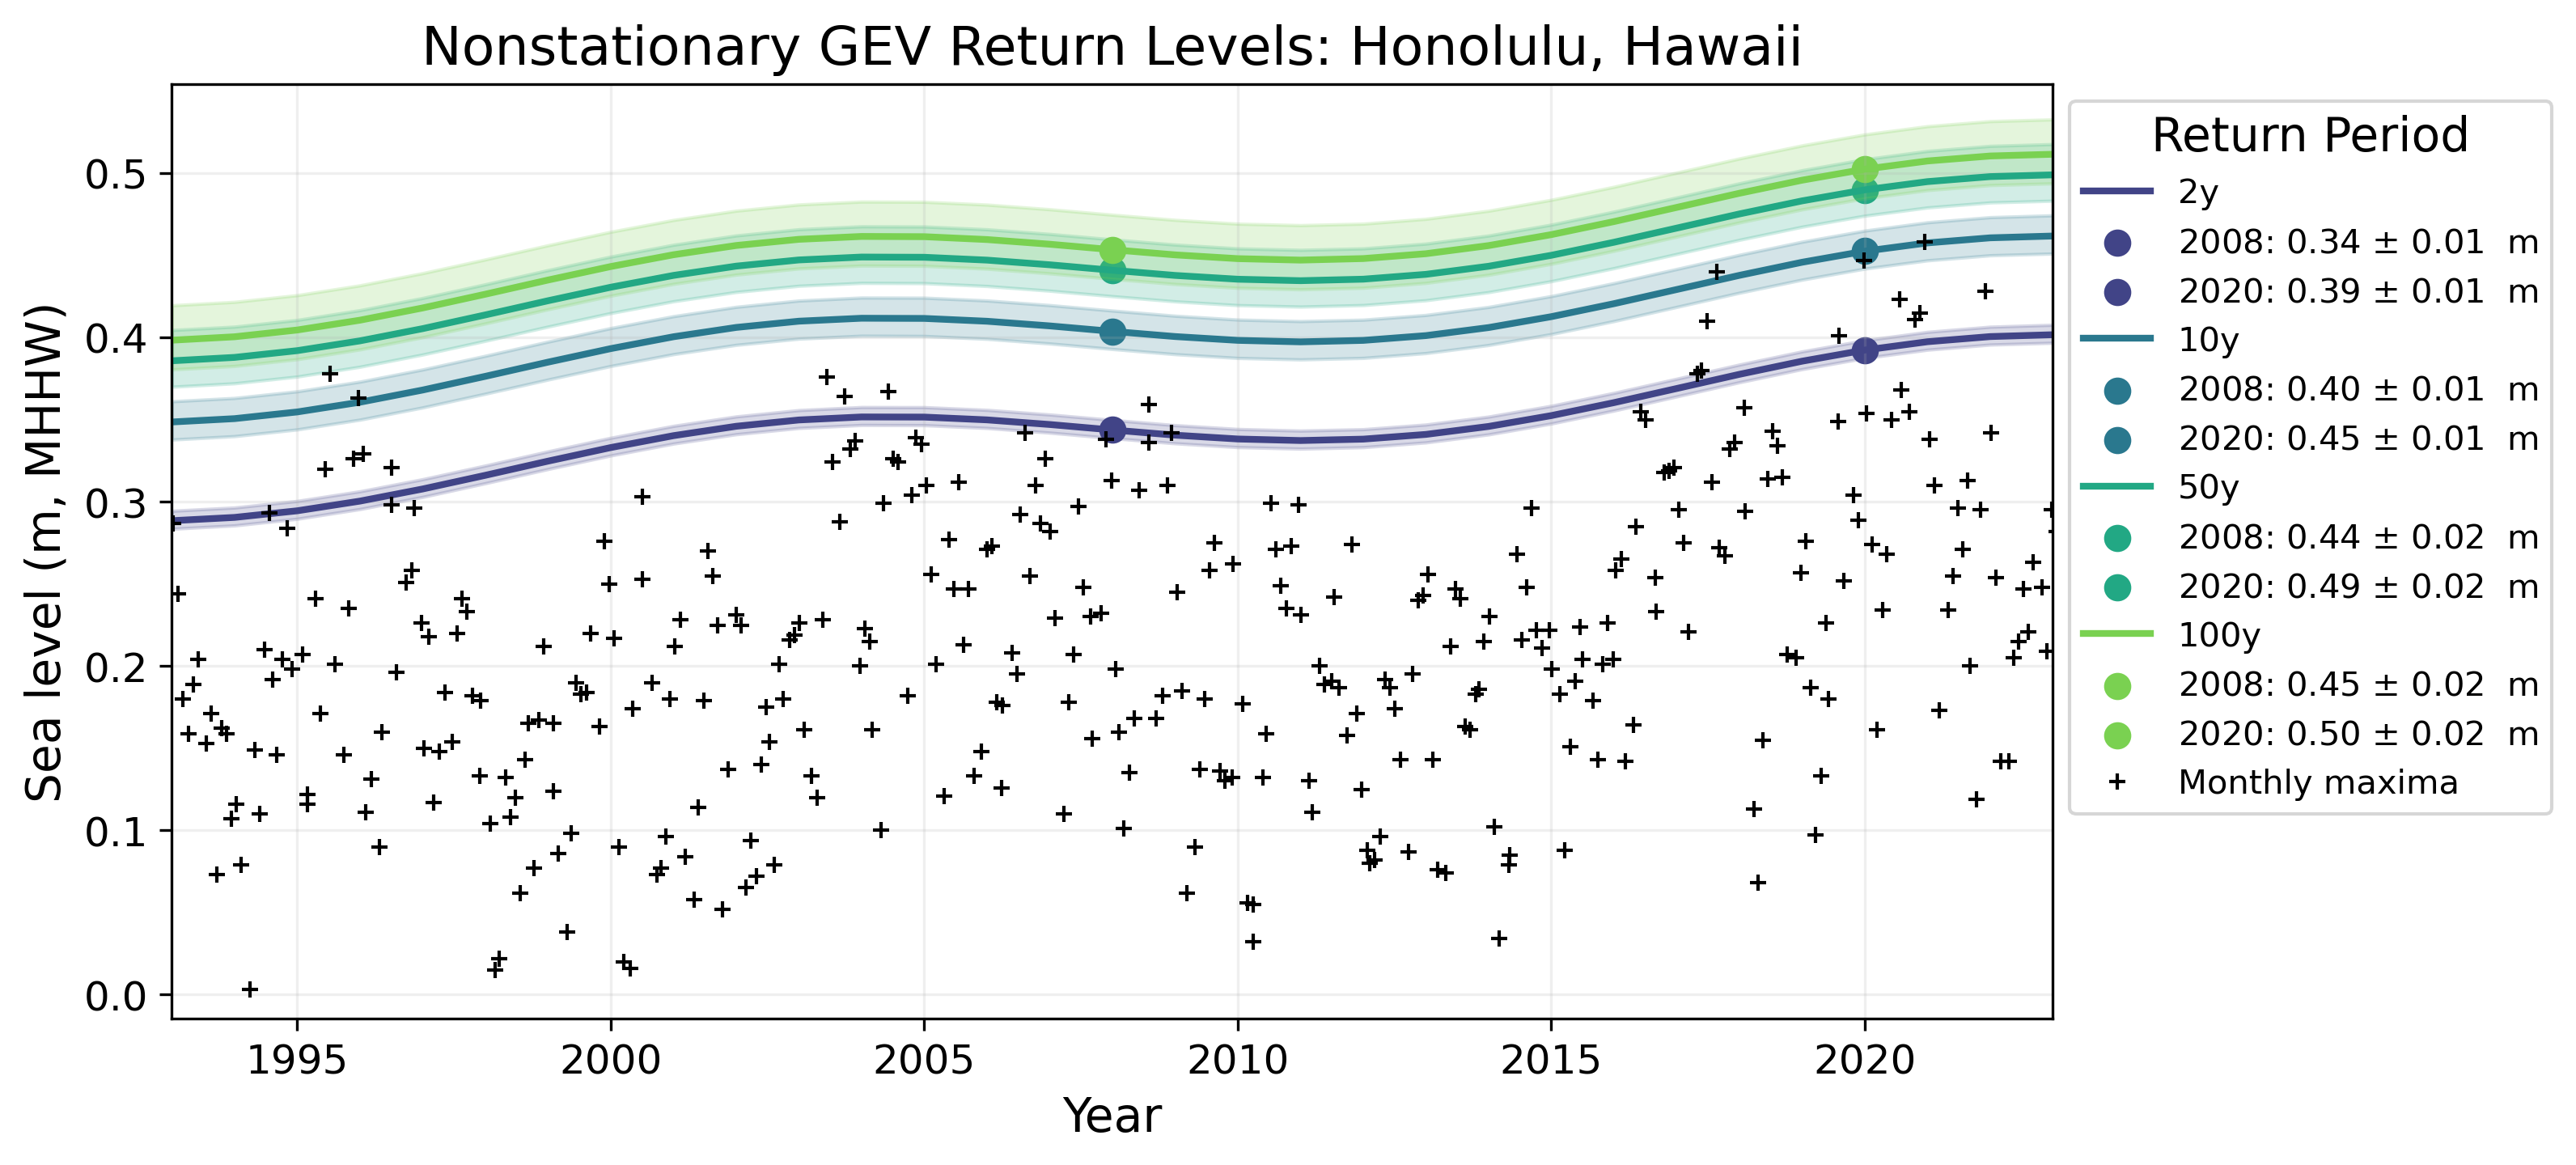 Nonstationary GEV Return Levels: Honolulu, Hawaii
Sea level (m, MHHW)
0.5
0.4
0.3
0.2
0.1
0.0
1995 2000 2005 2010 2015 2020
Year
Return Period
2y
2008: 0.34 ± 0.01 m
2020: 0.39 ± 0.01 m
10y
2008: 0.40 ± 0.01 m
2020: 0.45 ± 0.01 m
50y
2008: 0.44 ± 0.02 m
2020: 0.49 ± 0.02 m
100y
2008: 0.45 ± 0.02 m
2020: 0.50 ± 0.02 m
Monthly maxima